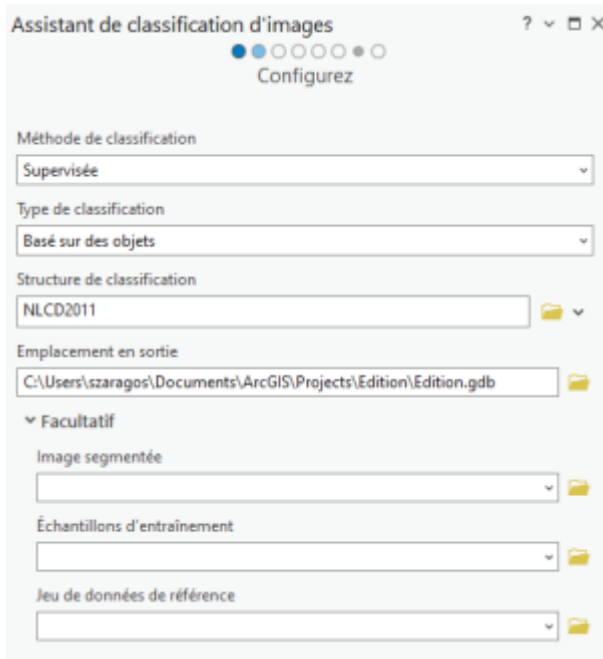 Assistant de classification d'images
?
Configurez
Méthode de classification
Supervisée
Type de classification
Basé sur des objets
Structure de classification
NLCD2011
Emplacement en sortie
C:\Users\szaragos\Documents\ArcGIS\Projects\Edition\Edition.gdb
Facultatif
Image segmentée
Échantillons d'entraînement
Jeu de données de référence